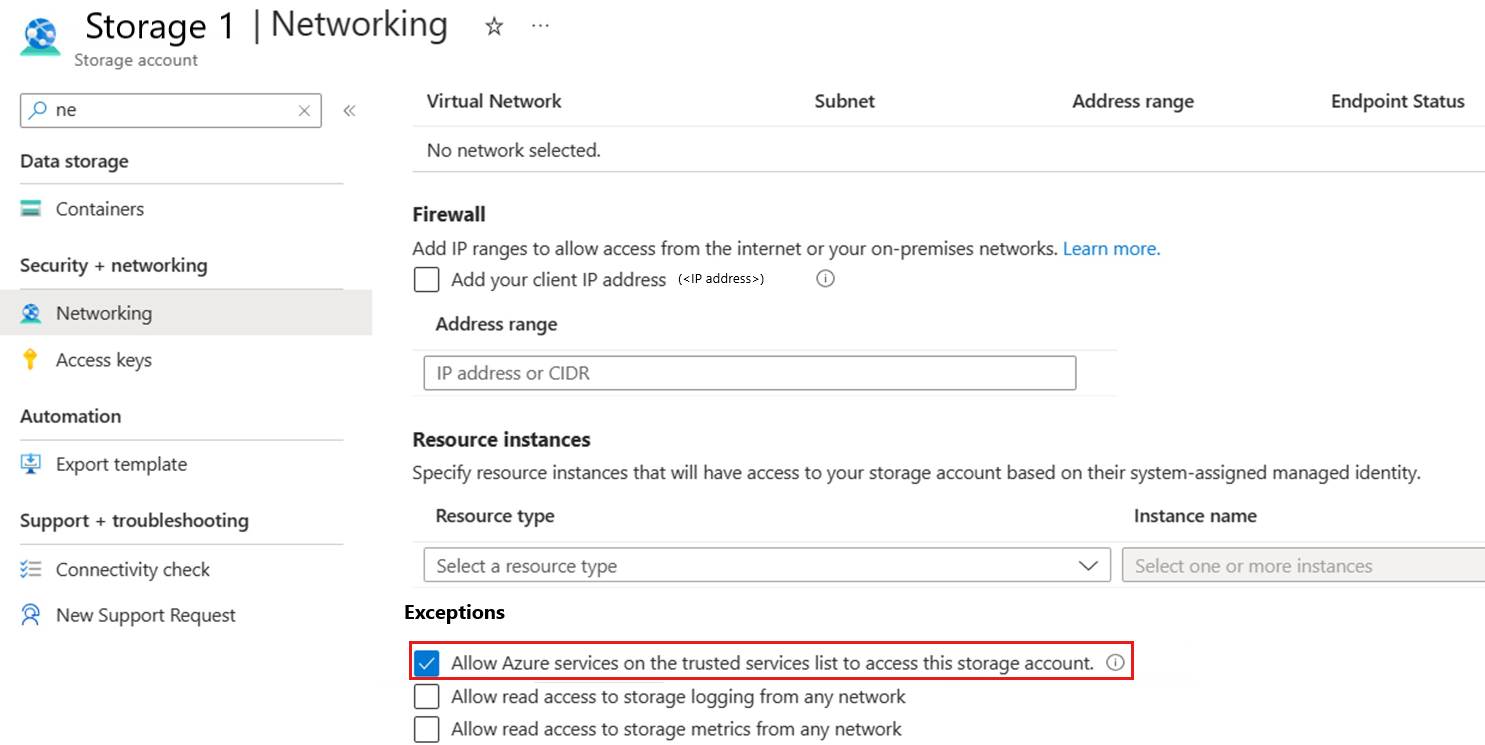 Storage 1 | Networking ☆ ···
Storage account
ne
Data storage
Containers
Security + networking
Networking
Access keys
Automation
Export template
Support + troubleshooting
Connectivity check
New Support Request
Virtual Network Subnet Address range Endpoint Status
No network selected.
Firewall
Add IP ranges to allow access from the internet or your on-premises networks. Learn more.
Add your client IP address (<IP address>)
Address range
IP address or CIDR
Resource instances
Specify resource instances that will have access to your storage account based on their system-assigned managed identity.
Resource type Instance name
Select a resource type Select one or more instances
Exceptions
Allow Azure services on the trusted services list to access this storage account.
Allow read access to storage logging from any network
Allow read access to storage metrics from any network